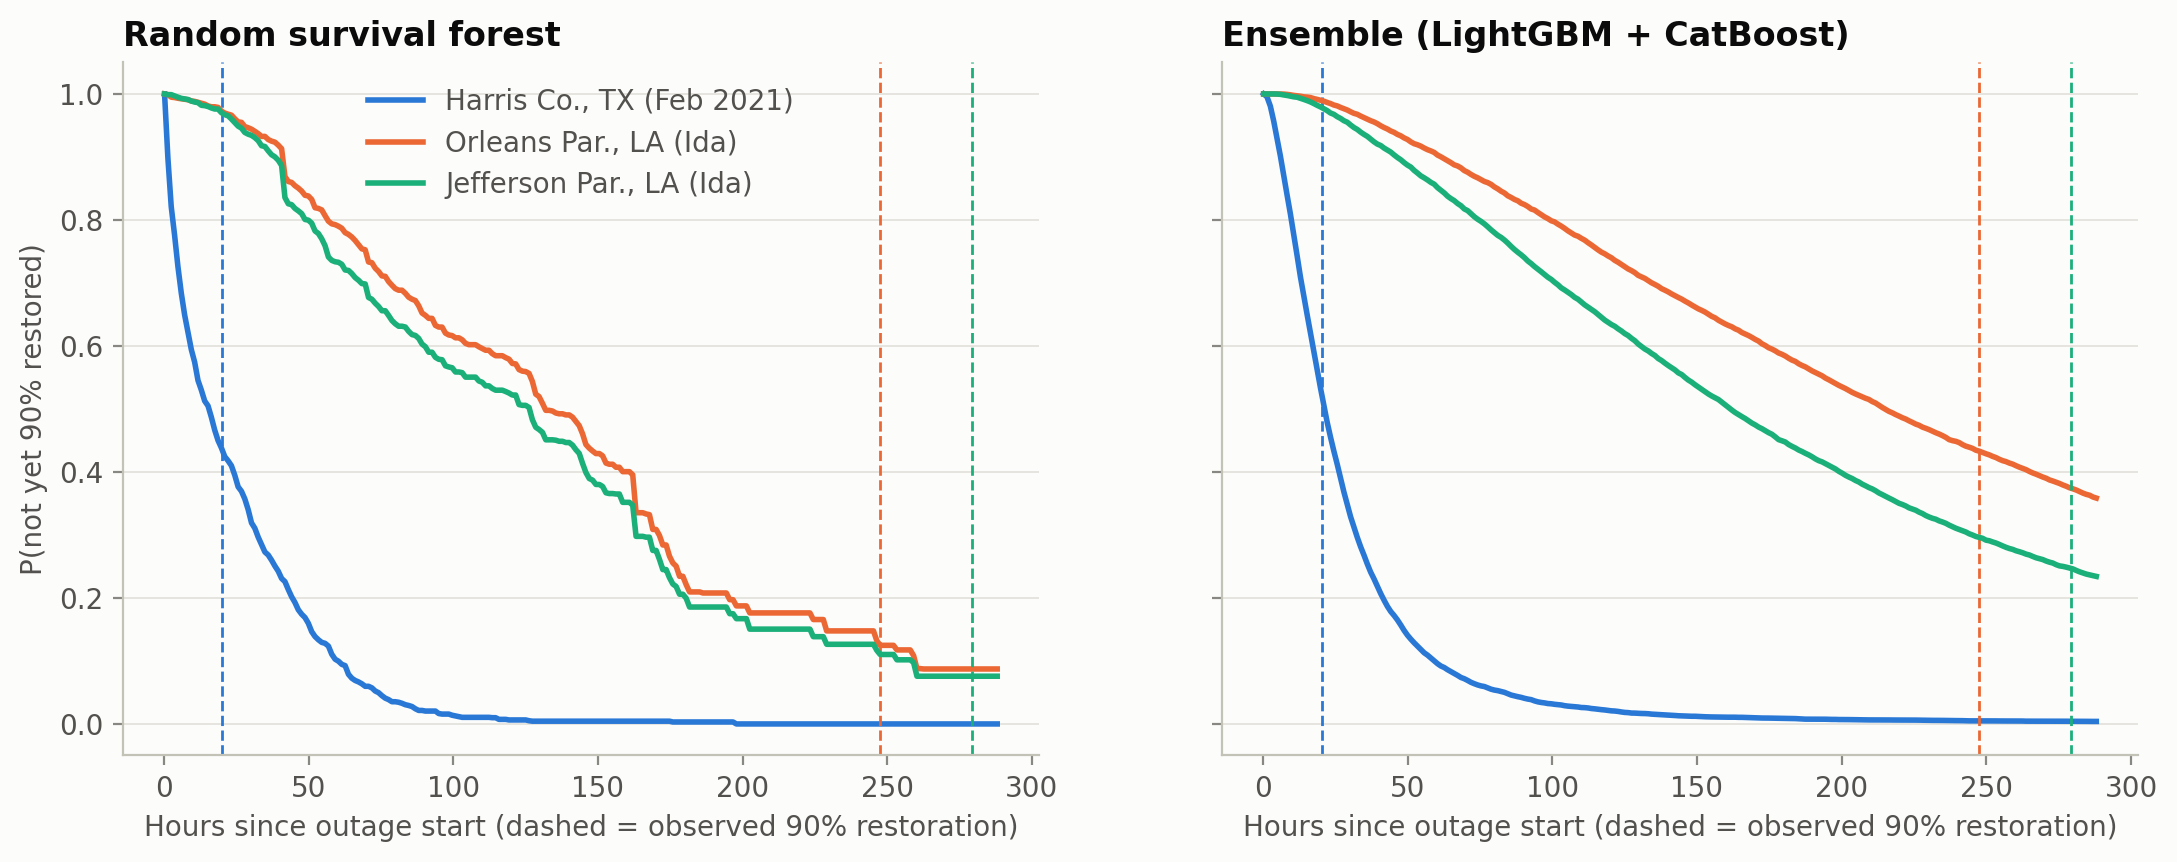 Random survival forest
Harris Co., TX (Feb 2021)
Orleans Par., LA (Ida)
Jefferson Par., LA (Ida)
P(not yet 90% restored)
1.0
0.8
0.6
0.4
0.2
0.0
0 50 100 150 200 250 300
Hours since outage start (dashed = observed 90% restoration)
Ensemble (LightGBM + CatBoost)
0 50 100 150 200 250 300
Hours since outage start (dashed = observed 90% restoration)